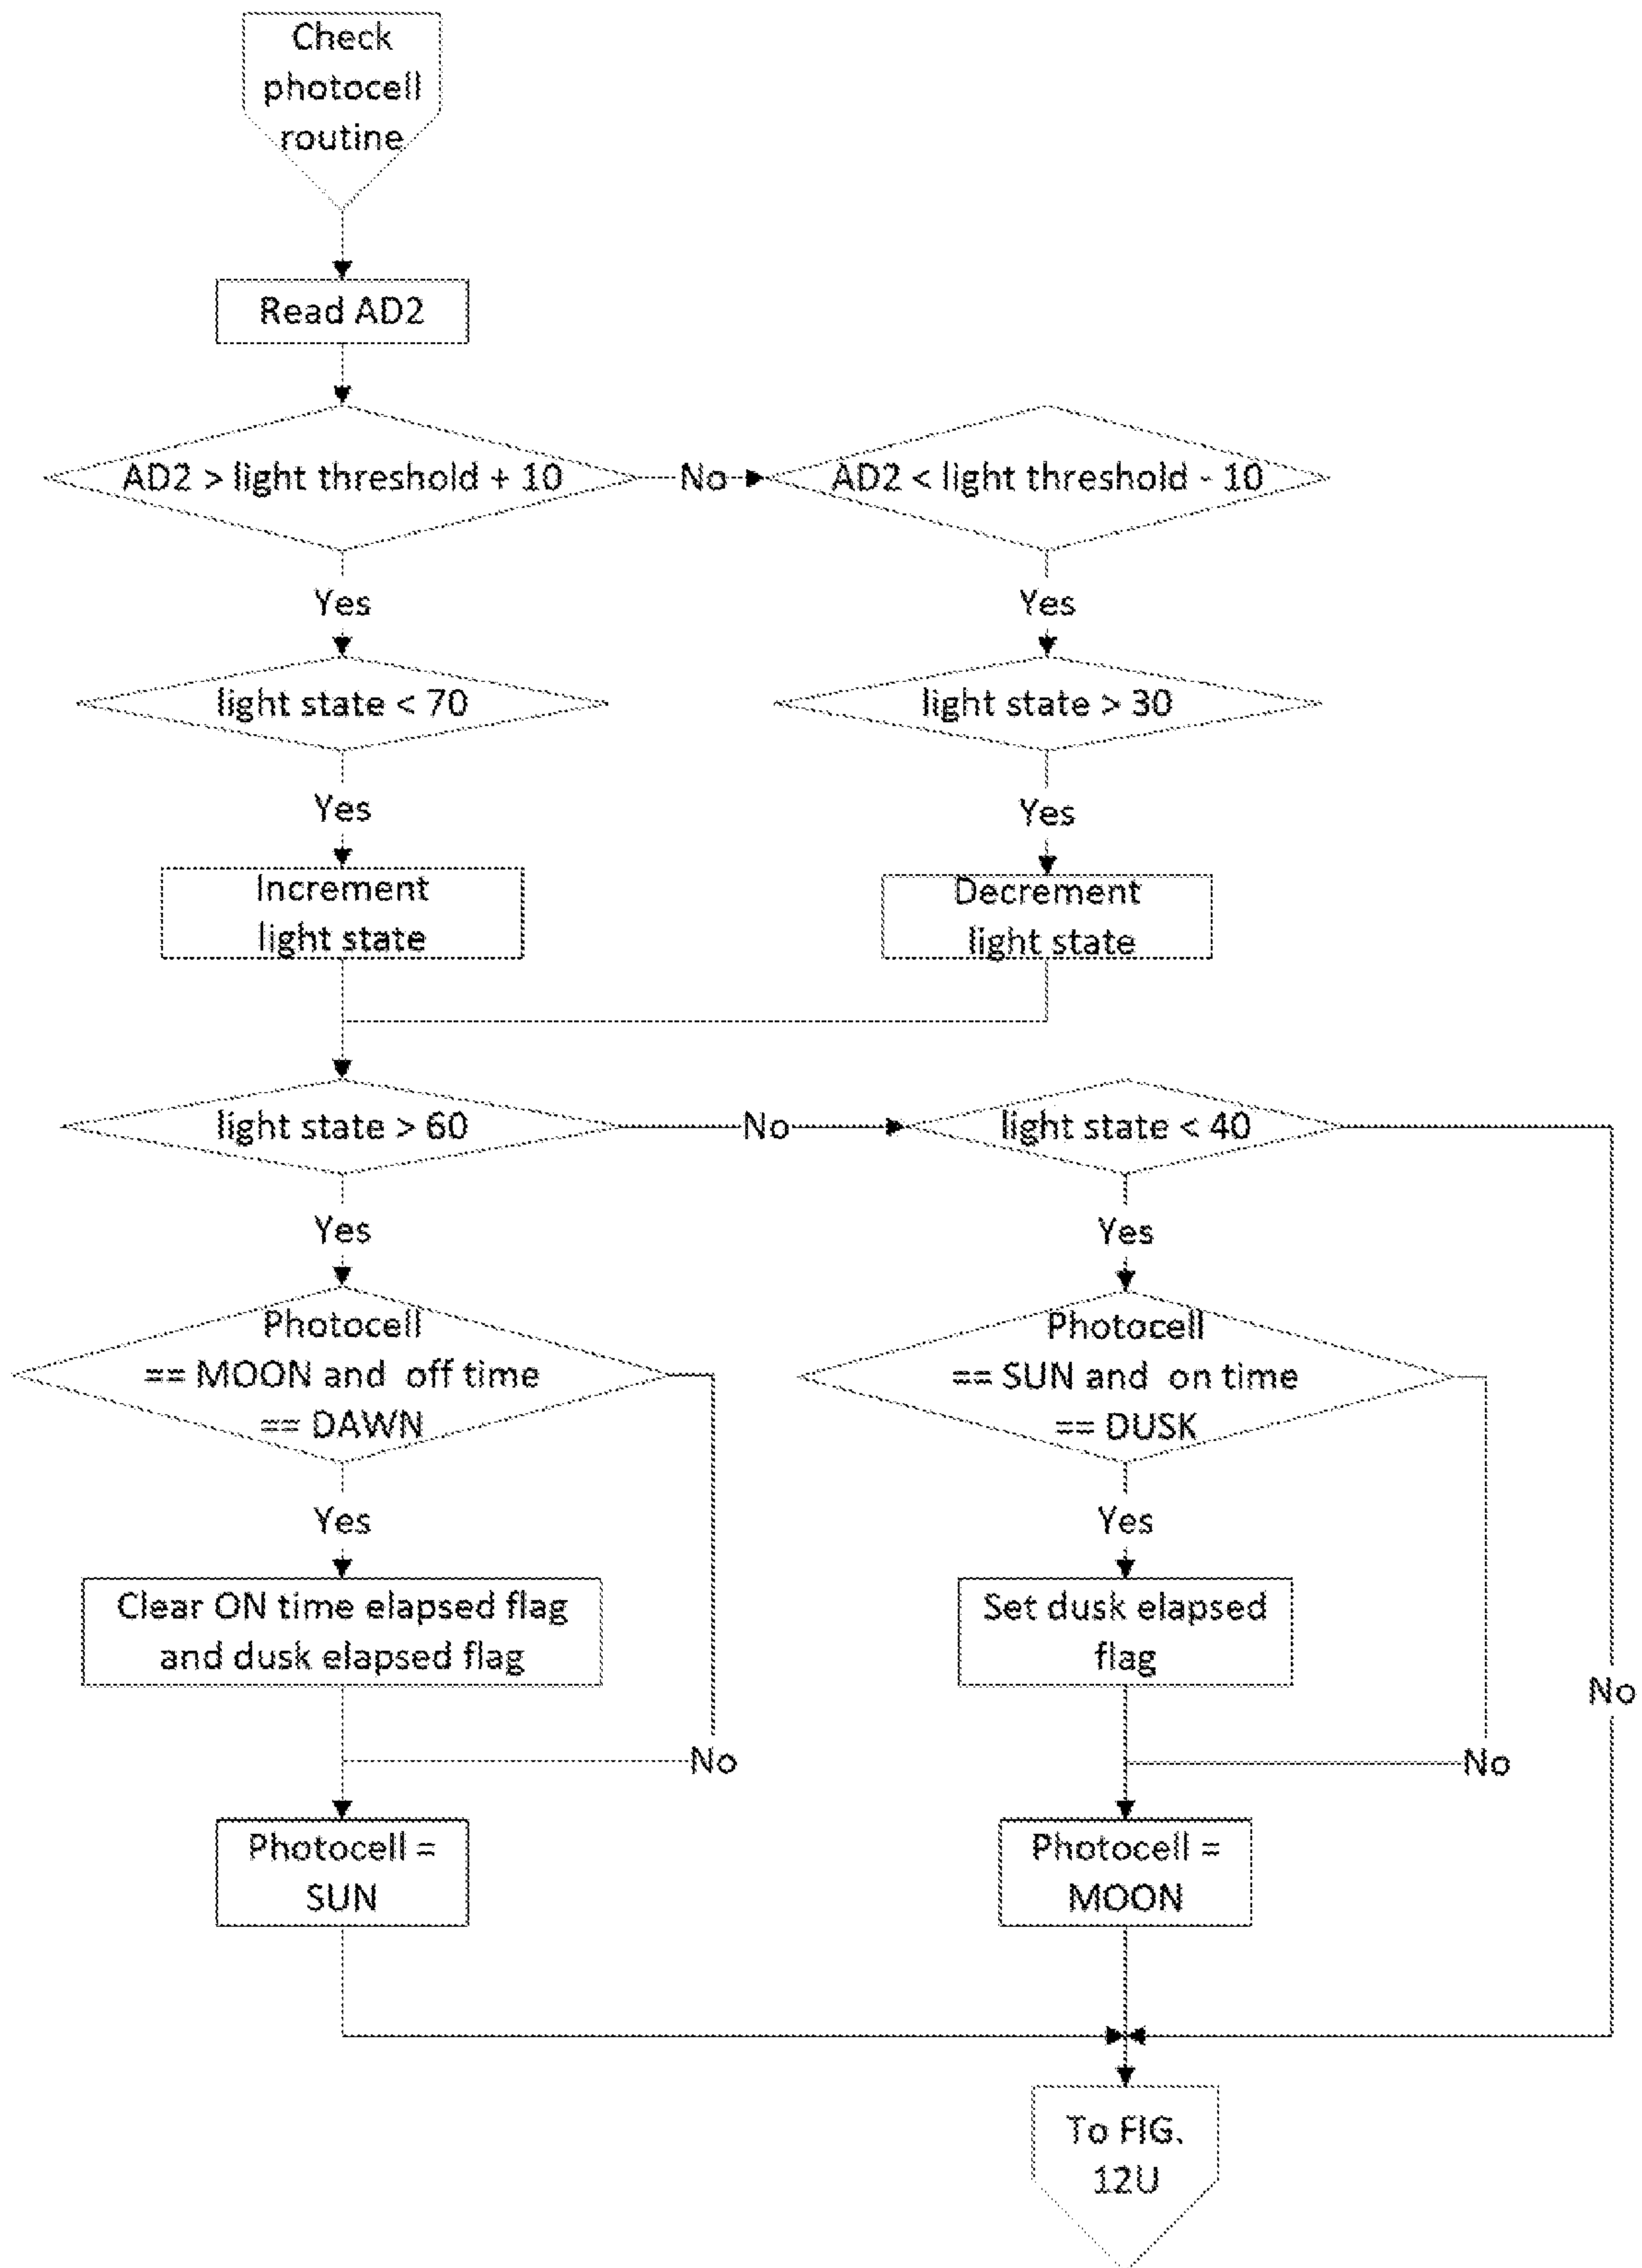 Check
photocell
routine
Read AD2
AD2 > light threshold + 10
No
AD2 < light threshold - 10
Yes
Yes
light state < 70
light state > 30
Yes
Yes
Increment
light state
Decrement
light state
light state > 60
No
light state < 40
Yes
Yes
Photocell
== MOON and off time
== DAWN
Photocell
== SUN and on time
== DUSK
Yes
Yes
Clear ON time elapsed flag
and dusk elapsed flag
Set dusk elapsed
flag
No
No
No
Photocell =
SUN
Photocell =
MOON
To FIG.
12U